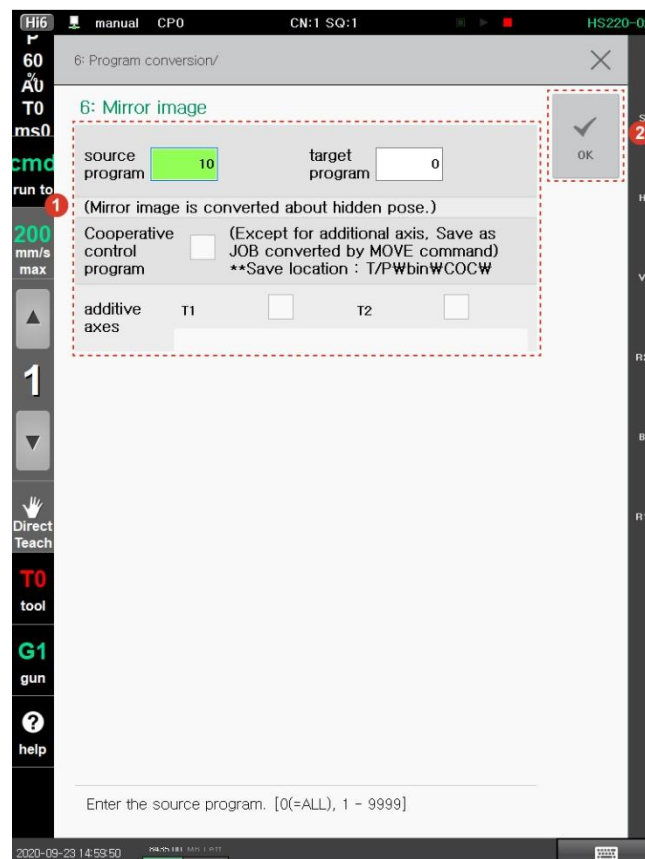 Hi6 manual CP0 CN:1 SQ:1 HS220-0
60
%
T0
ms0
cmd
run to
200
mm/s
max
1
Direct
Teach
T0
tool
G1
gun
?
help
6: Program conversion/
6: Mirror image
source program 10 target program 0
(Mirror image is converted about hidden pose.)
Cooperative (Except for additional axis, Save as
control JOB converted by MOVE command)
program **Save location : T/P₩bin₩COC₩
additive axes T1 T2
1
OK
2
H
V
B
Enter the source program. [0(=ALL), 1 - 9999]
2020-09-23 14:59:50